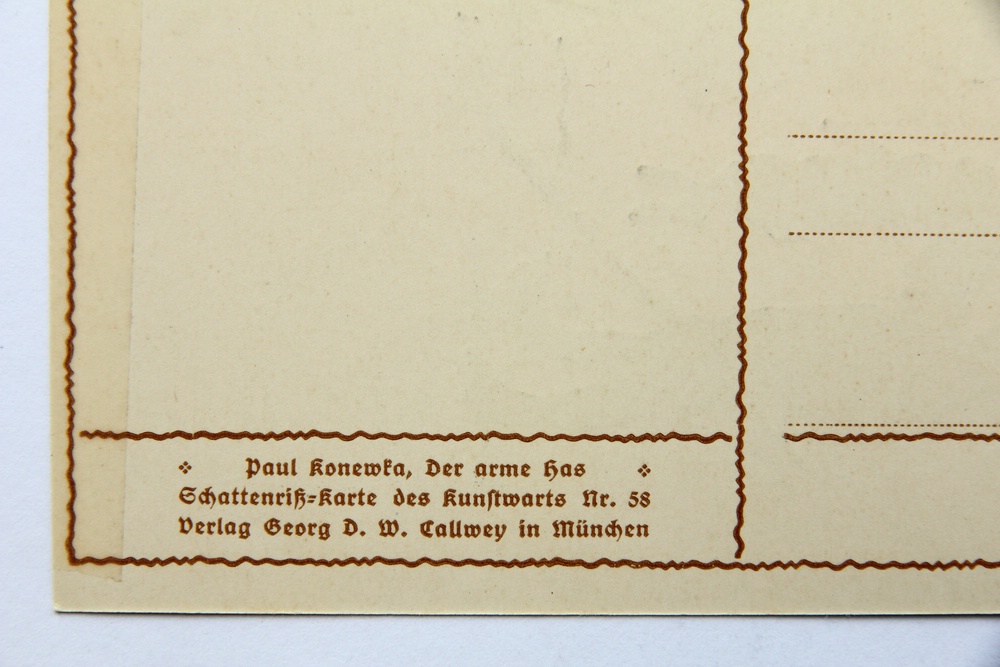 Paul Konewka, Der arme Has
Schattenriß-Karte des Kunstwarts Nr. 58
Verlag Georg D. W. Callwey in München